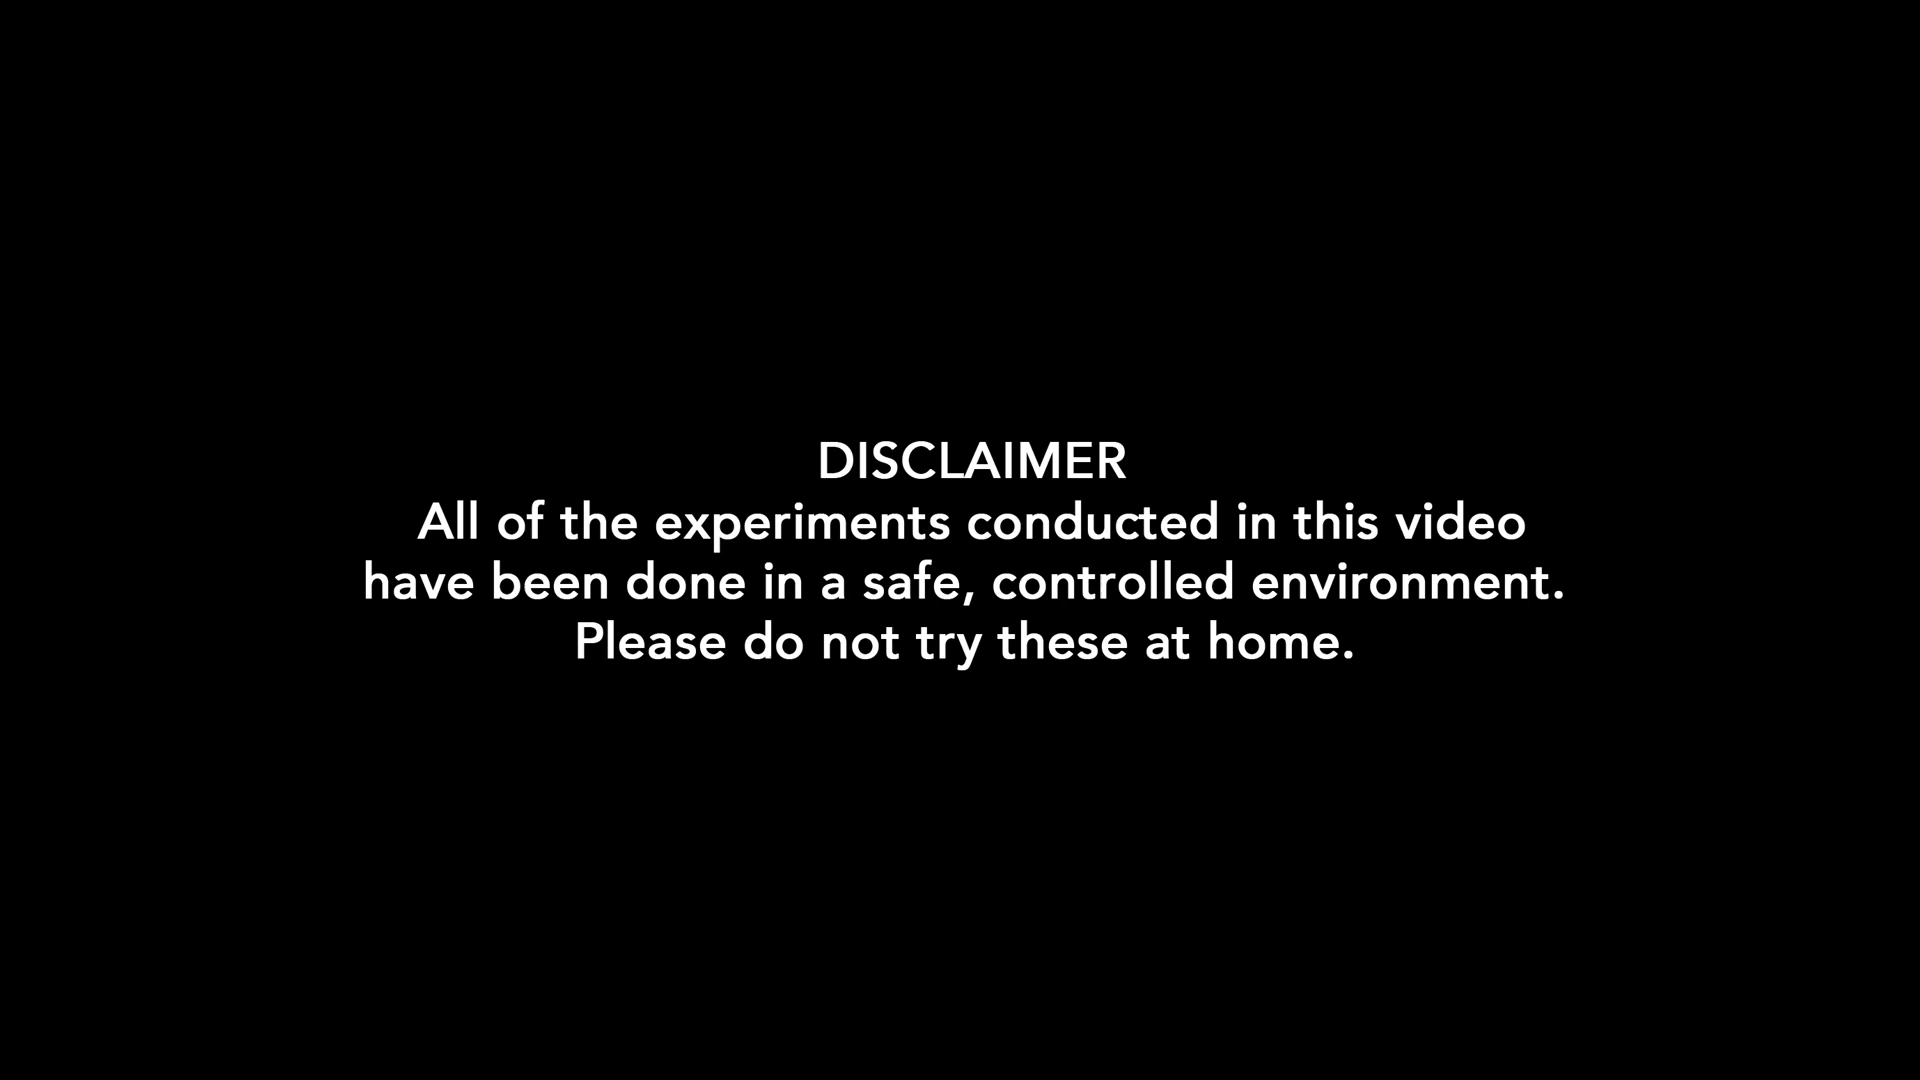 DISCLAIMER
All of the experiments conducted in this video
have been done in a safe, controlled environment.
Please do not try these at home.